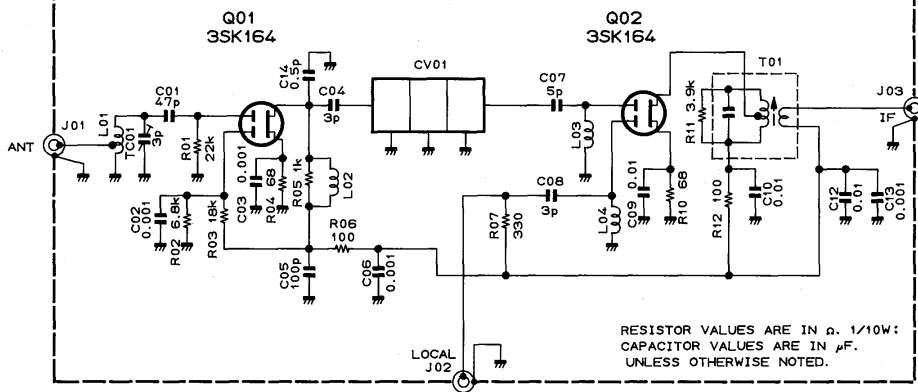 Q01
3SK164
Q02
3SK164
C14
0.5p
CV01
T01
C01
47p
C04
3p
C07
5p
R11 3.9k
J01
ANT
L01
TC01
3p
R01
22k
C03 0.001
R04 68
R05 1k
L02
L03
J03
IF
C02
0.001
R02 6.8k
R03 18k
R06
100
C05
100p
C06
0.001
R07
330
C08
3p
L04
C09 0.01
R10 68
R12 100
C10
0.01
C12
0.01
C13
0.001
LOCAL
J02
RESISTOR VALUES ARE IN Ω. 1/10W:
CAPACITOR VALUES ARE IN μF.
UNLESS OTHERWISE NOTED.